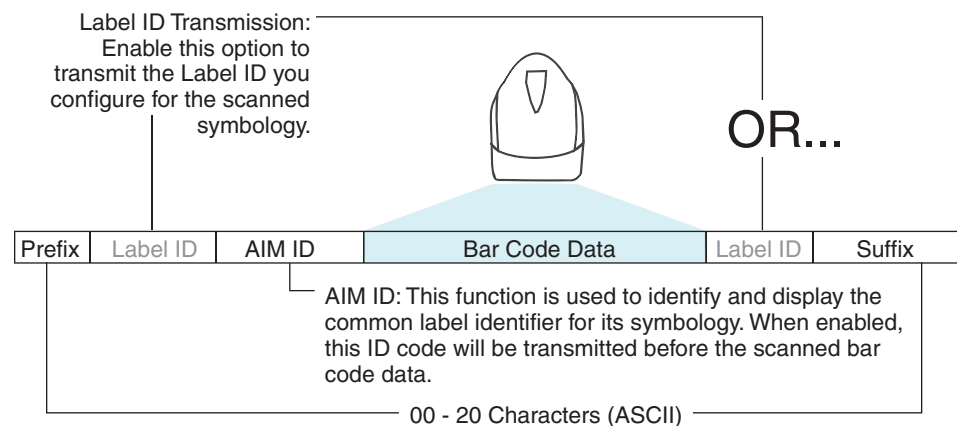 Label ID Transmission:
Enable this option to
transmit the Label ID you
configure for the scanned
symbology.
OR...
Prefix Label ID AIM ID Bar Code Data Label ID Suffix
AIM ID: This function is used to identify and display the
common label identifier for its symbology. When enabled,
this ID code will be transmitted before the scanned bar
code data.
00 - 20 Characters (ASCII)